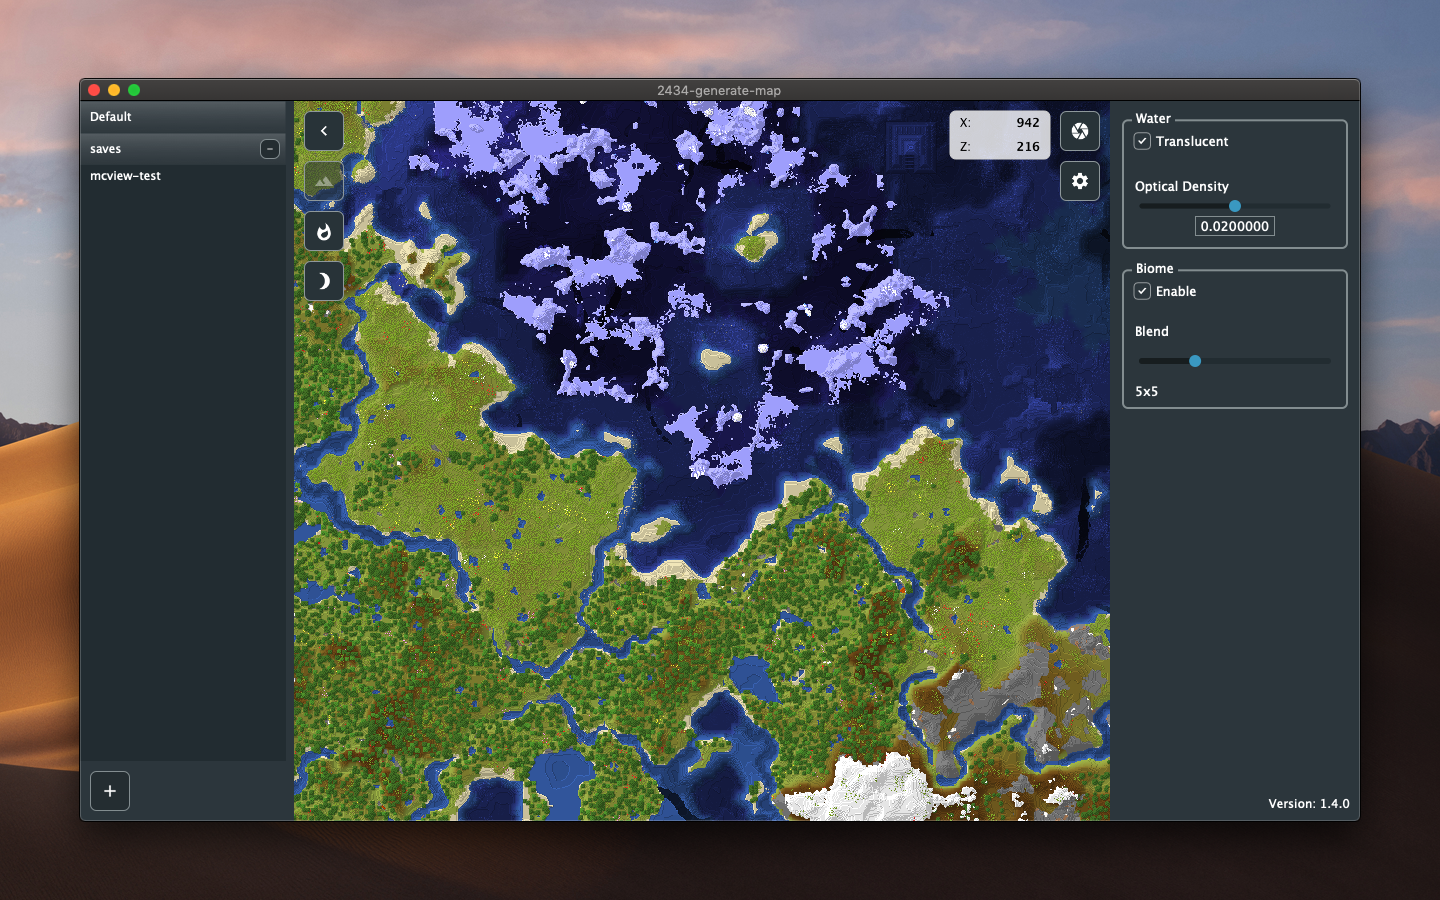 2434-generate-map
Default
saves
mcview-test
X: 942
Z: 216
Water
Translucent
Optical Density
0.0200000
Biome
Enable
Blend
5x5
Version: 1.4.0